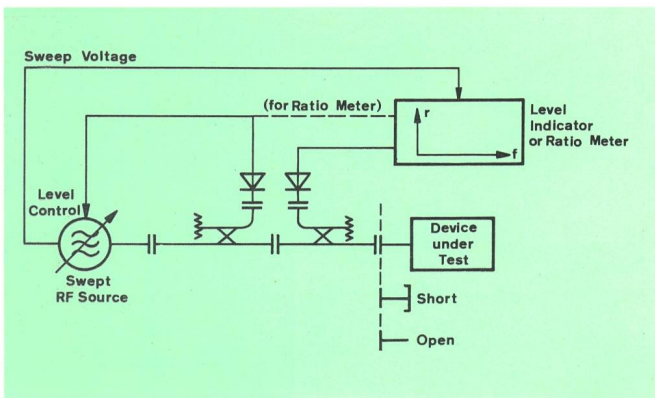 Sweep Voltage
(for Ratio Meter)
r
f
Level
Indicator
or Ratio Meter
Level
Control
Swept
RF Source
Device
under
Test
Short
Open